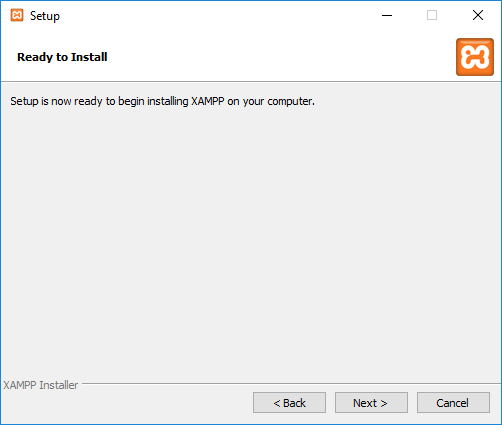 Setup
Ready to Install
Setup is now ready to begin installing XAMPP on your computer.
XAMPP Installer
< Back
Next >
Cancel